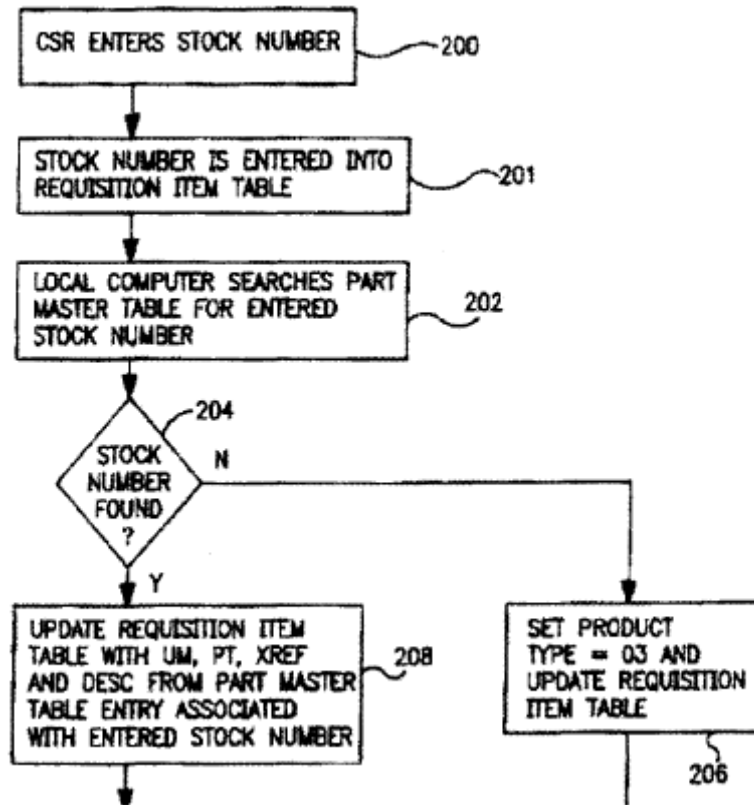 CSR ENTERS STOCK NUMBER
200
STOCK NUMBER IS ENTERED INTO
REQUISITION ITEM TABLE
201
LOCAL COMPUTER SEARCHES PART
MASTER TABLE FOR ENTERED
STOCK NUMBER
202
204
STOCK
NUMBER
FOUND
?
N
Y
UPDATE REQUISITION ITEM
TABLE WITH UM, PT, XREF
AND DESC FROM PART MASTER
TABLE ENTRY ASSOCIATED
WITH ENTERED STOCK NUMBER
208
SET PRODUCT
TYPE = 03 AND
UPDATE REQUISITION
ITEM TABLE
206